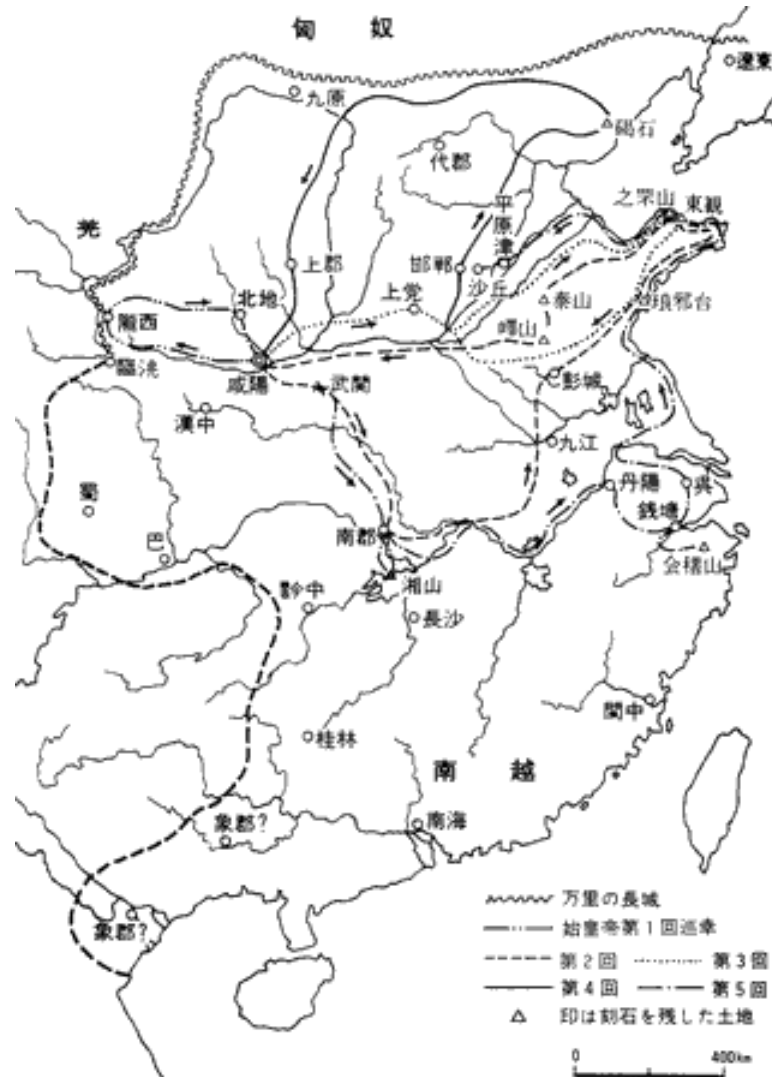 匈奴
遼東
九原
碣石
代郡
之罘山
東観
平原津
羌
上郡
邯鄲
沙丘
北地
上党
泰山
琅邪台
隴西
嶧山
臨洮
咸陽
武関
彭城
漢中
九江
蜀
丹陽
呉
銭塘
南郡
巴
会稽山
黔中
湘山
長沙
閩中
桂林
南越
象郡?
南海
象郡?
万里の長城
始皇帝第1回巡幸
第2回
第3回
第4回
第5回
△ 印は刻石を残した土地
0 400km